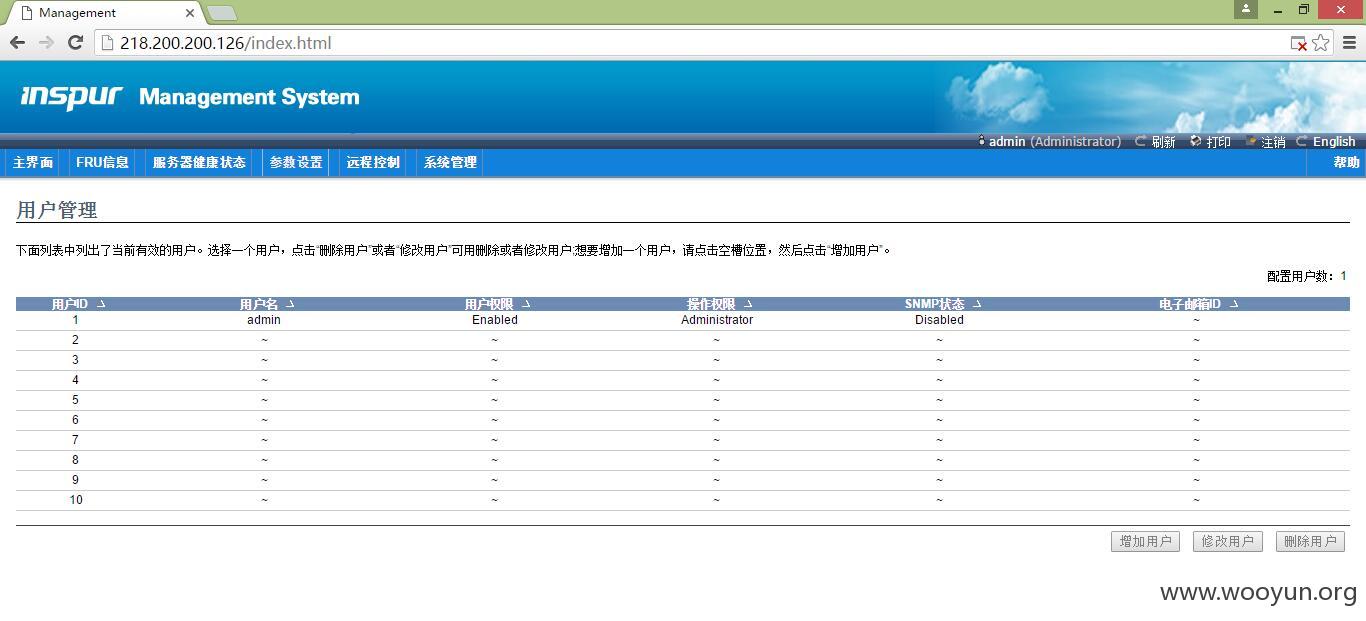 Management
218.200.200.126/index.html
inspur Management System
admin (Administrator) 刷新 打印 注销 English
主界面 FRU信息 服务器健康状态 参数设置 远程控制 系统管理 帮助
用户管理
下面列表中列出了当前有效的用户。选择一个用户，点击“删除用户”或者“修改用户”可用删除或者修改用户;想要增加一个用户，请点击空槽位置，然后点击“增加用户”。
配置用户数：1
用户ID 用户名 用户权限 操作权限 SNMP状态 电子邮箱ID
1 admin Enabled Administrator Disabled ~
2 ~ ~ ~ ~ ~
3 ~ ~ ~ ~ ~
4 ~ ~ ~ ~ ~
5 ~ ~ ~ ~ ~
6 ~ ~ ~ ~ ~
7 ~ ~ ~ ~ ~
8 ~ ~ ~ ~ ~
9 ~ ~ ~ ~ ~
10 ~ ~ ~ ~ ~
增加用户 修改用户 删除用户
www.wooyun.org